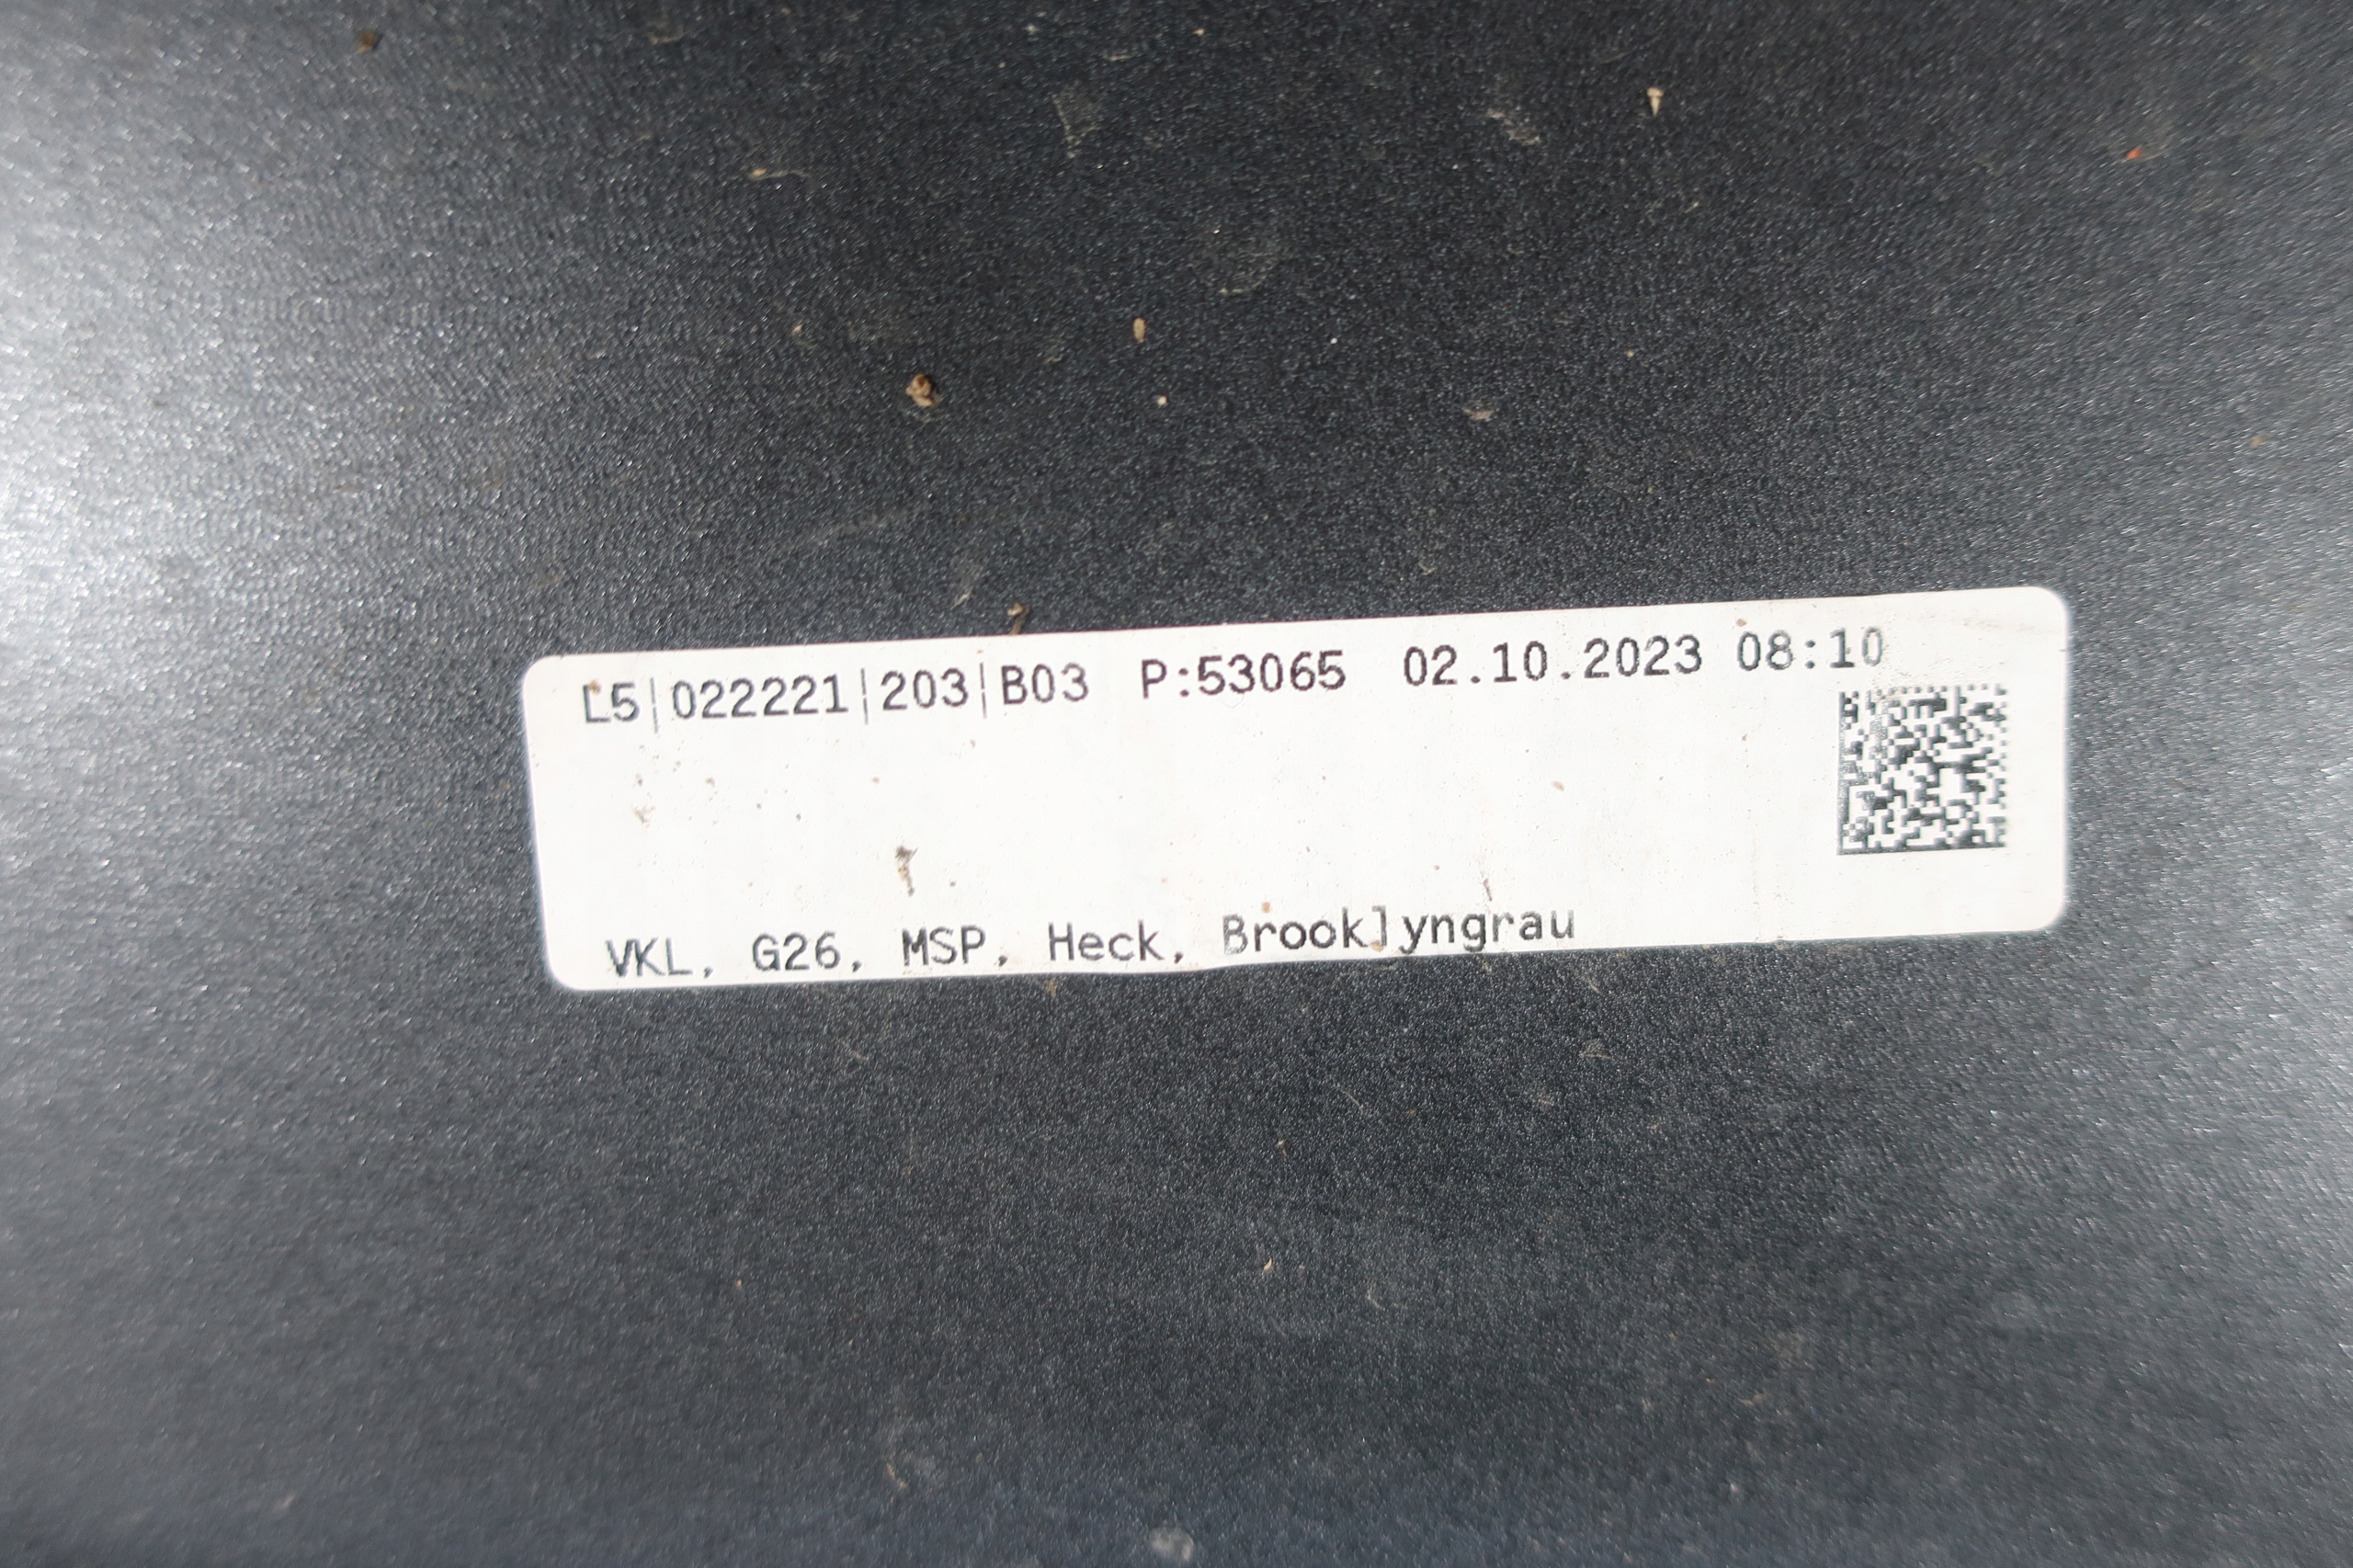 L5|022221|203|B03 P:53065 02.10.2023 08:10
VKL, G26, MSP, Heck, Brooklyngrau